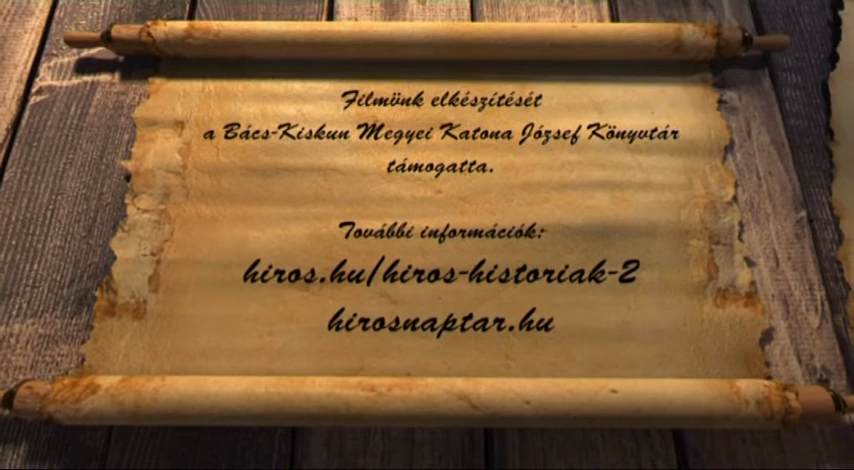 Filmünk elkészítését
a Bács-Kiskun Megyei Katona József Könyvtár
támogatta.
További információk:
hiros.hu/hiros-historiak-2
hirosnaptar.hu